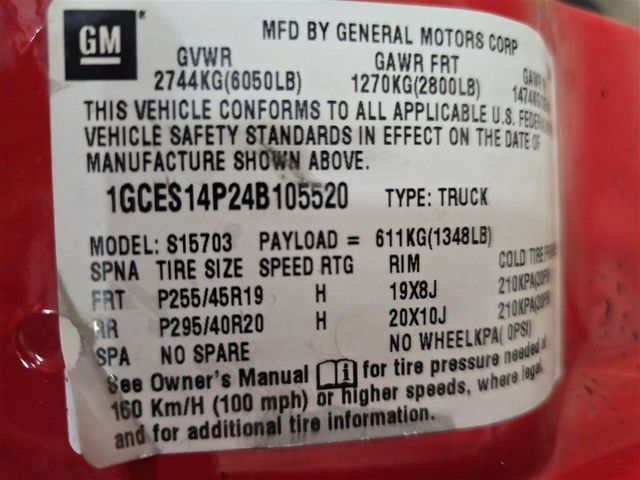 GM
MFD BY GENERAL MOTORS CORP
GVWR GAWR FRT
2744KG(6050LB) 1270KG(2800LB)
THIS VEHICLE CONFORMS TO ALL APPLICABLE U.S.
VEHICLE SAFETY STANDARDS IN EFFECT ON THE DATE OF
MANUFACTURE SHOWN ABOVE.
1GCES14P24B105520 TYPE: TRUCK
MODEL: S15703 PAYLOAD = 611KG(1348LB)
SPNA TIRE SIZE SPEED RTG RIM COLD TIRE
FRT P255/45R19 H 19X8J
RR P295/40R20 H 20X10J
SPA NO SPARE NO WHEELKPA( 0PSI)
See Owner's Manual for tire pressure needed
160 Km/H (100 mph) or higher speeds, where
and for additional tire information.